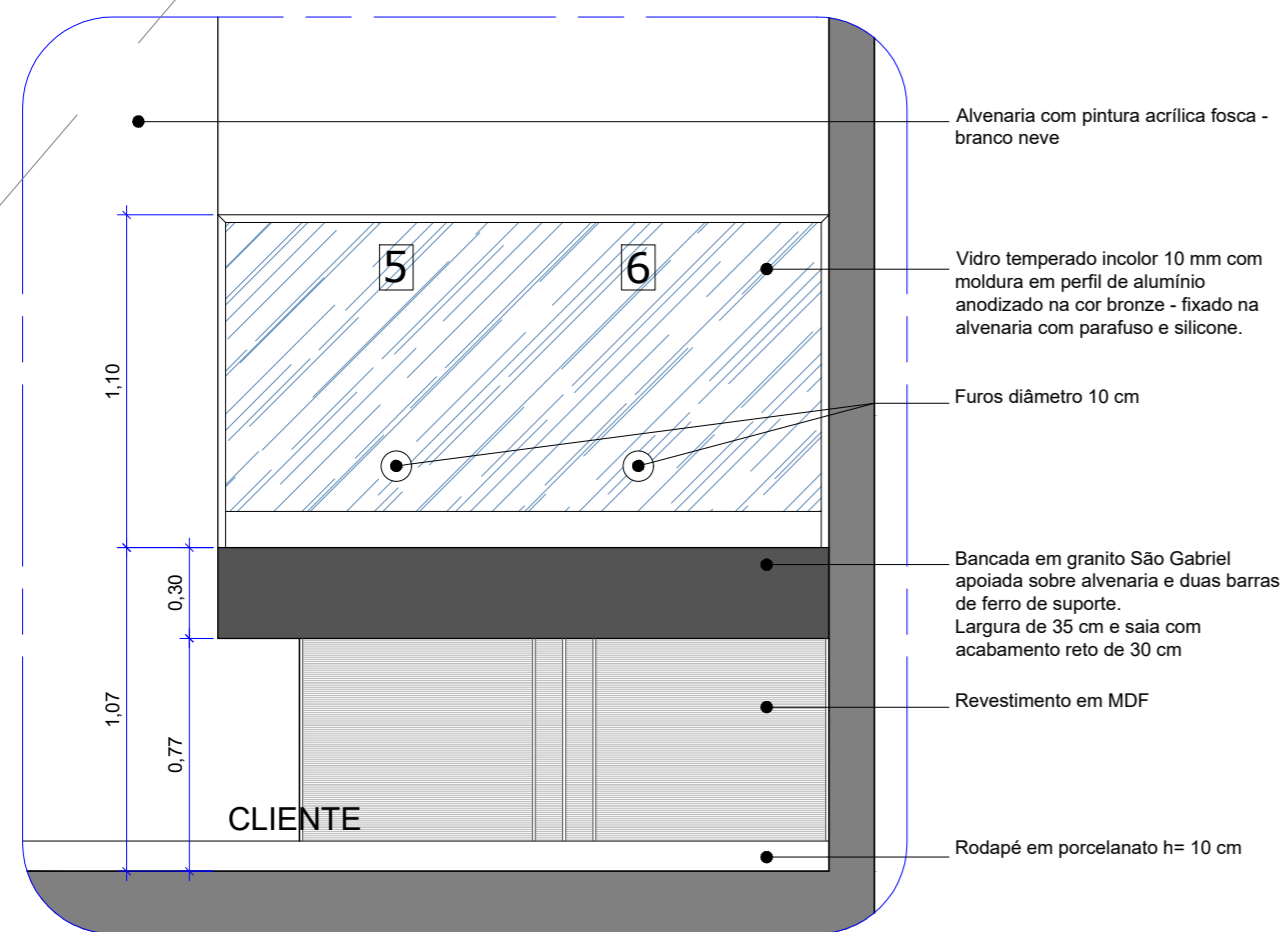 Alvenaria com pintura acrílica fosca -
branco neve
5
6
Vidro temperado incolor 10 mm com
moldura em perfil de alumínio
anodizado na cor bronze - fixado na
alvenaria com parafuso e silicone.
1,10
Furos diâmetro 10 cm
0,30
Bancada em granito São Gabriel
apoiada sobre alvenaria e duas barras
de ferro de suporte.
Largura de 35 cm e saia com
acabamento reto de 30 cm
1,07
0,77
Revestimento em MDF
CLIENTE
Rodapé em porcelanato h= 10 cm